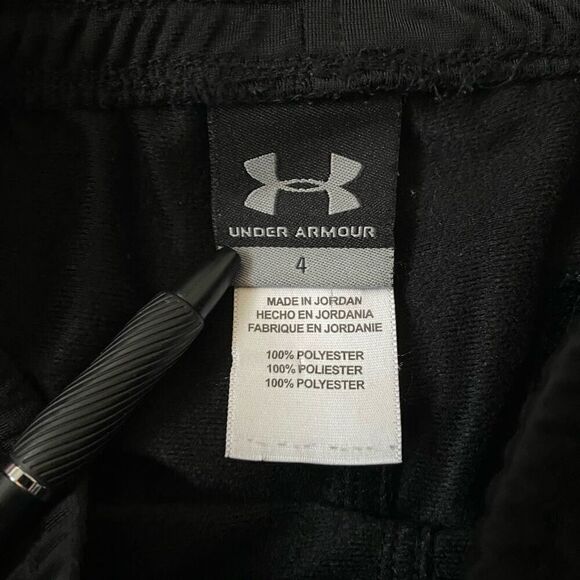 UNDER ARMOUR
4
MADE IN JORDAN
HECHO EN JORDANIA
FABRIQUE EN JORDANIE
100% POLYESTER
100% POLIESTER
100% POLYESTER